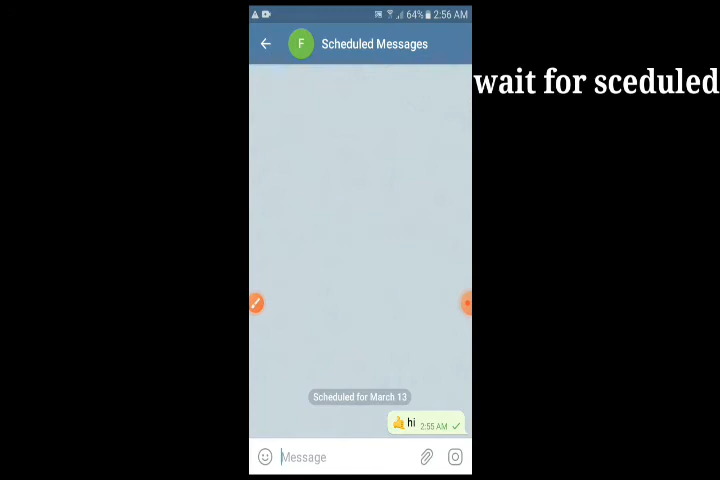 64% 2:56 AM
F Scheduled Messages
wait for sceduled
Scheduled for March 13
🤙 hi 2:55 AM
Message